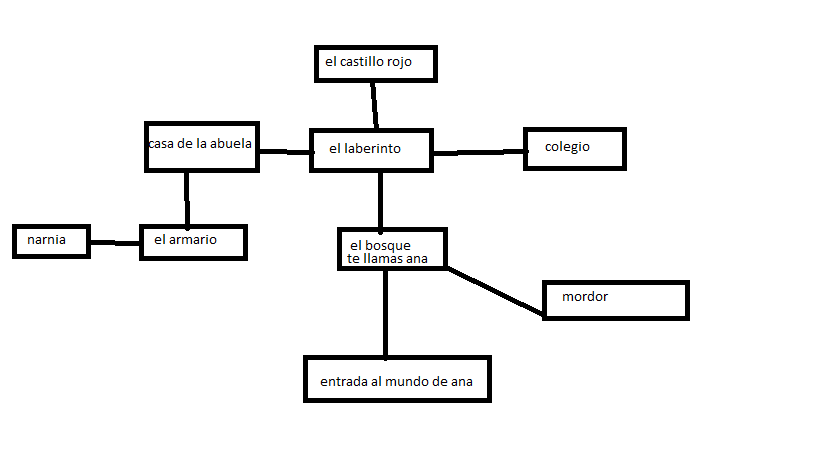 el castillo rojo
casa de la abuela
el laberinto
colegio
narnia
el armario
el bosque
te llamas ana
mordor
entrada al mundo de ana